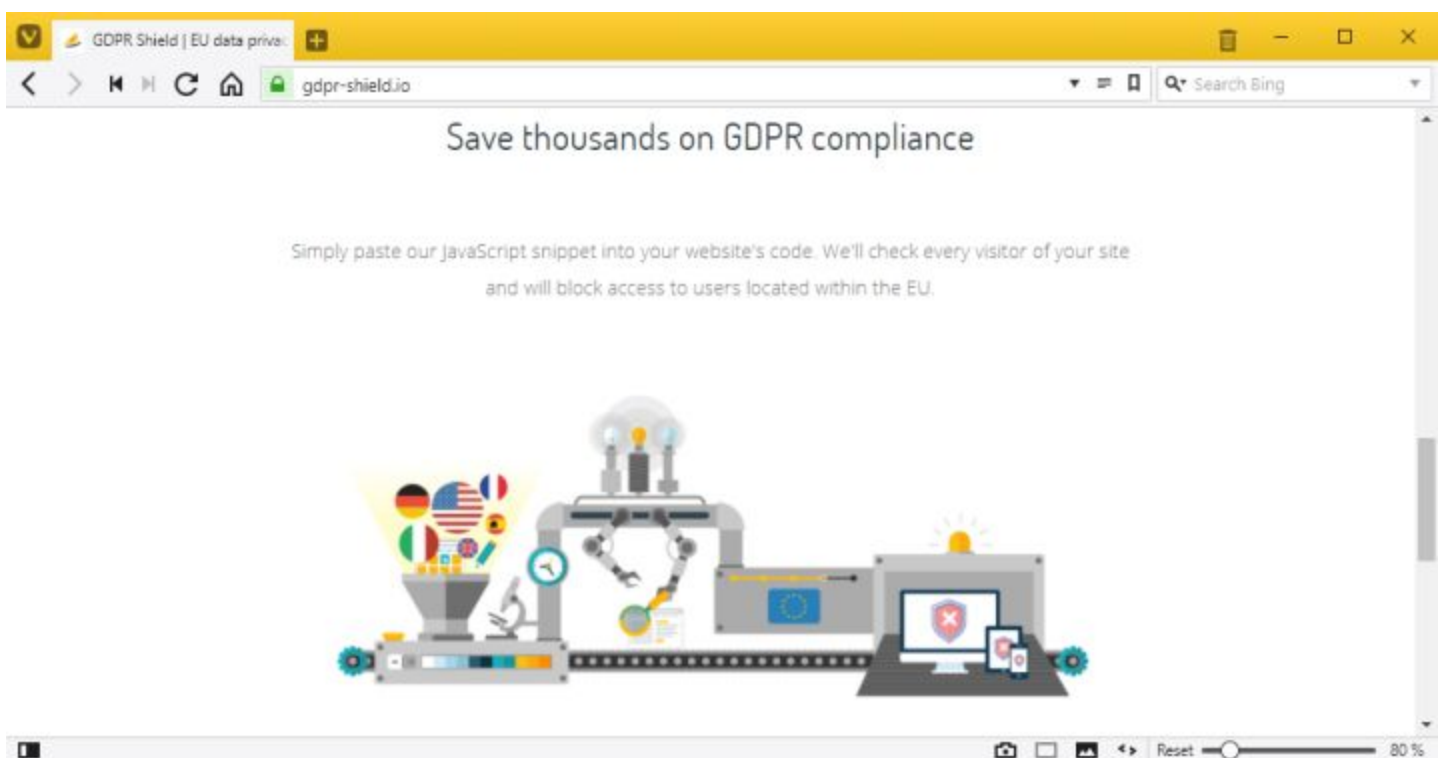 GDPR Shield | EU data privac
gdpr-shield.io
Search Bing
Save thousands on GDPR compliance
Simply paste our JavaScript snippet into your website's code. We'll check every visitor of your site
and will block access to users located within the EU.
Reset
80 %